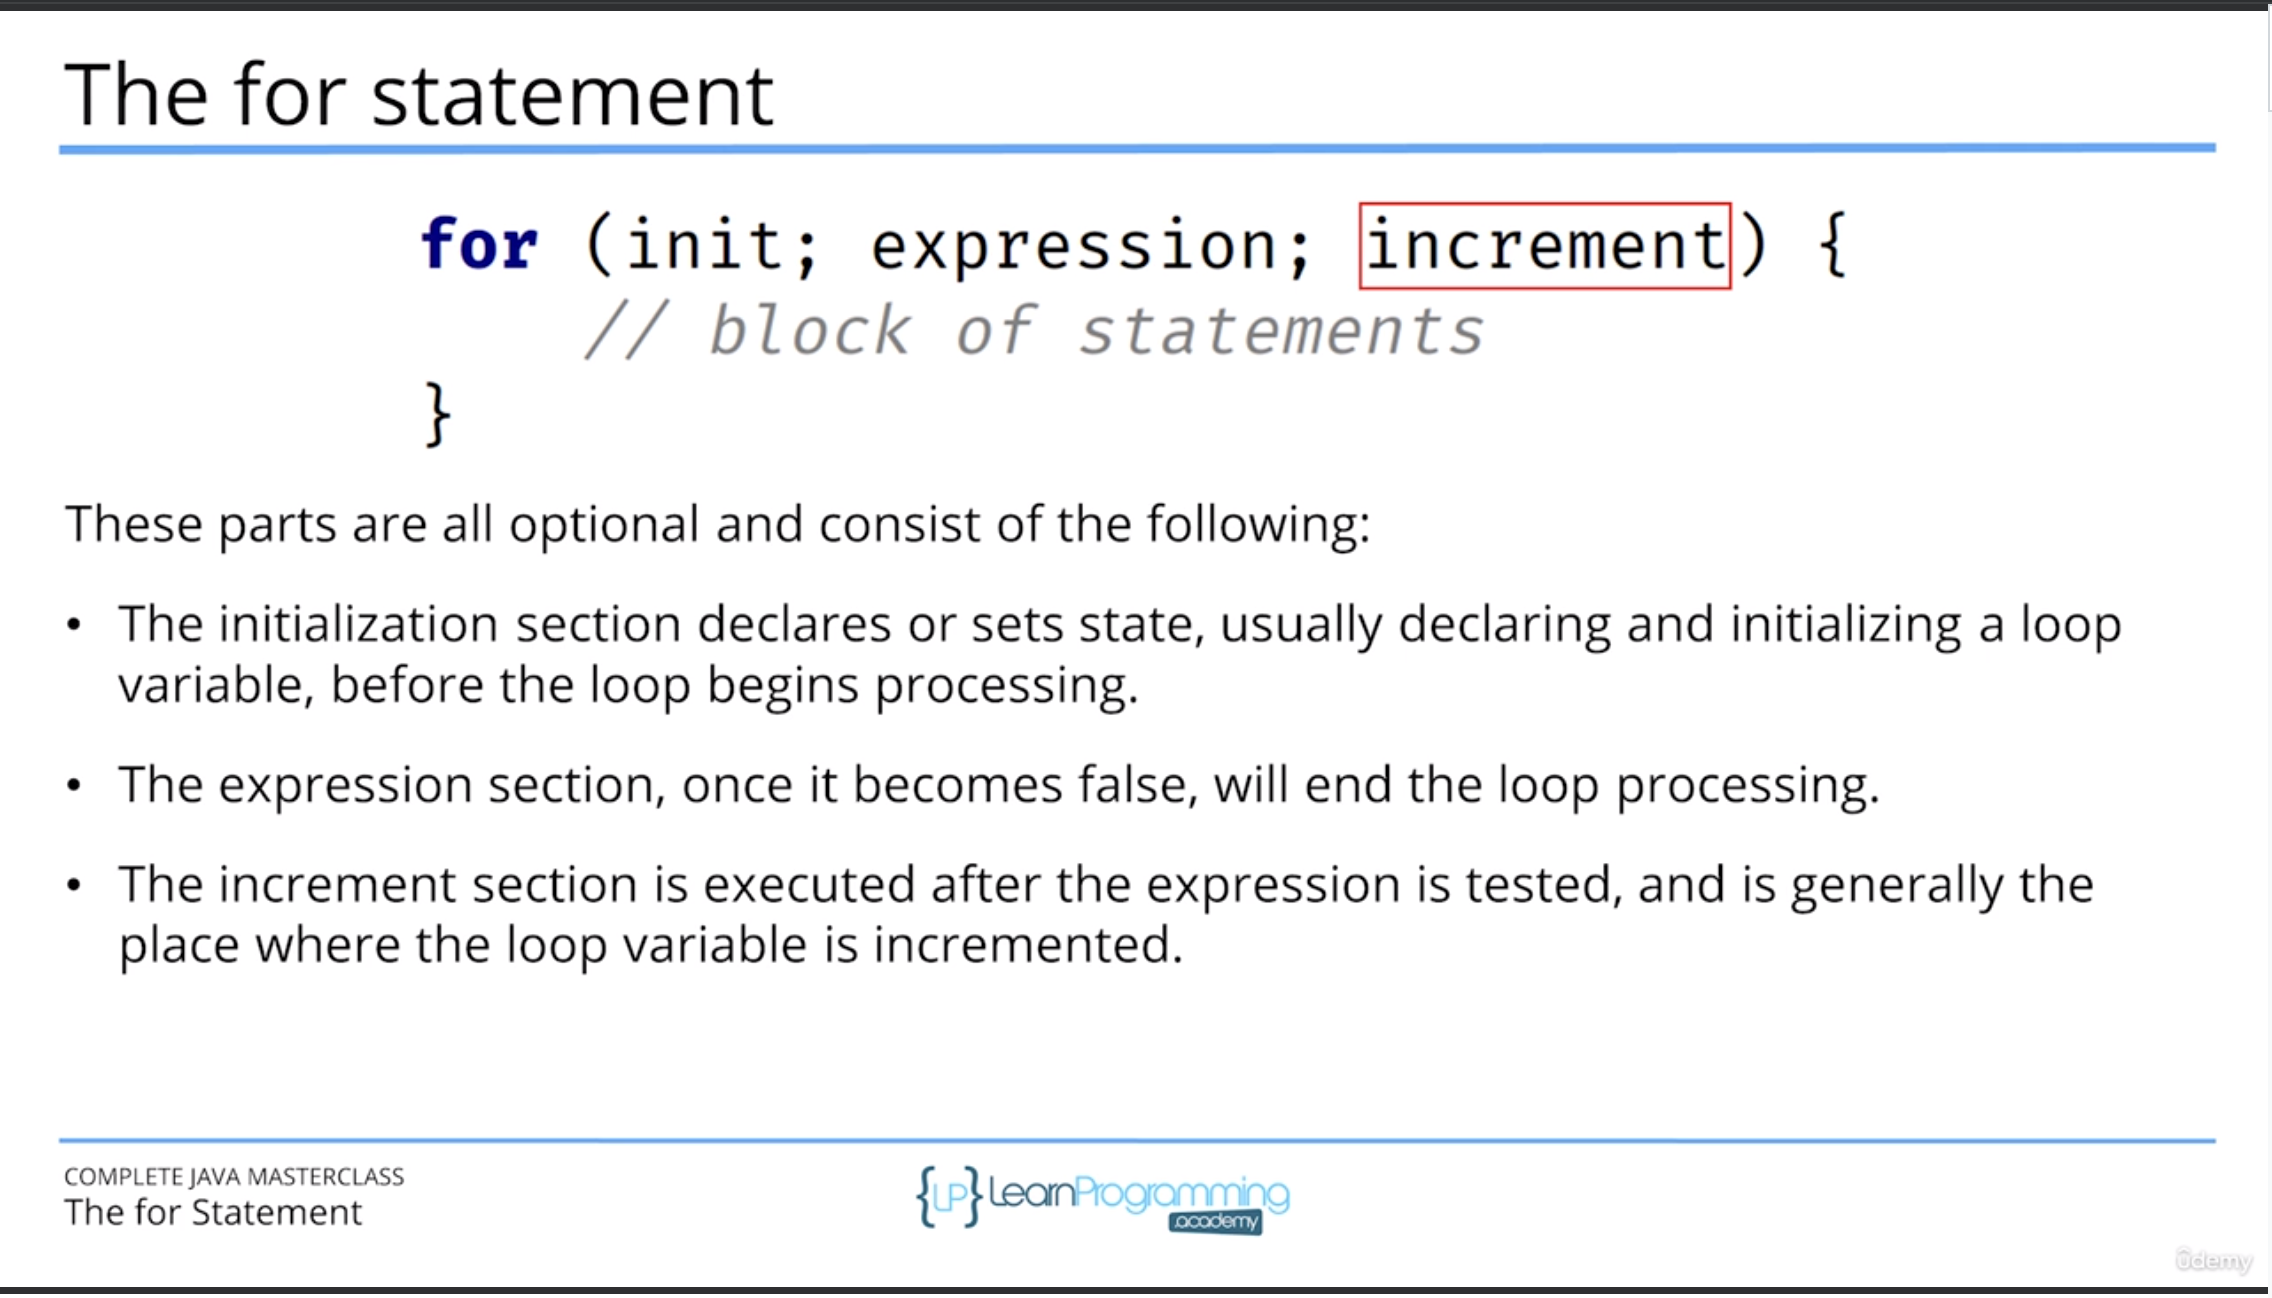 The for statement
for (init; expression; increment) {
// block of statements
}
These parts are all optional and consist of the following:
• The initialization section declares or sets state, usually declaring and initializing a loop
variable, before the loop begins processing.
• The expression section, once it becomes false, will end the loop processing.
• The increment section is executed after the expression is tested, and is generally the
place where the loop variable is incremented.
COMPLETE JAVA MASTERCLASS
The for Statement
{LP} LearnProgramming
academy
ûdemy